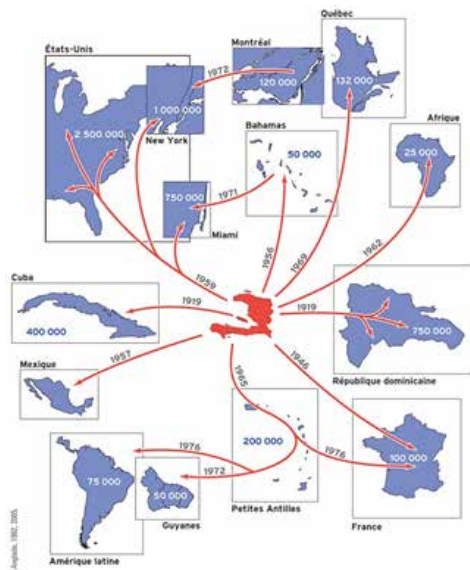 États-Unis
2 500 000
1 000 000
New York
1972
Montréal
120 000
Québec
132 000
Bahamas
50 000
Afrique
25 000
750 000
Miami
1971
1956
1969
1962
1959
Cuba
400 000
1919
1919
750 000
République dominicaine
Mexique
1957
1965
1946
200 000
Petites Antilles
1976
100 000
France
1976
1972
75 000
Amérique latine
50 000
Guyanes
Anglade, 1982, 2005.